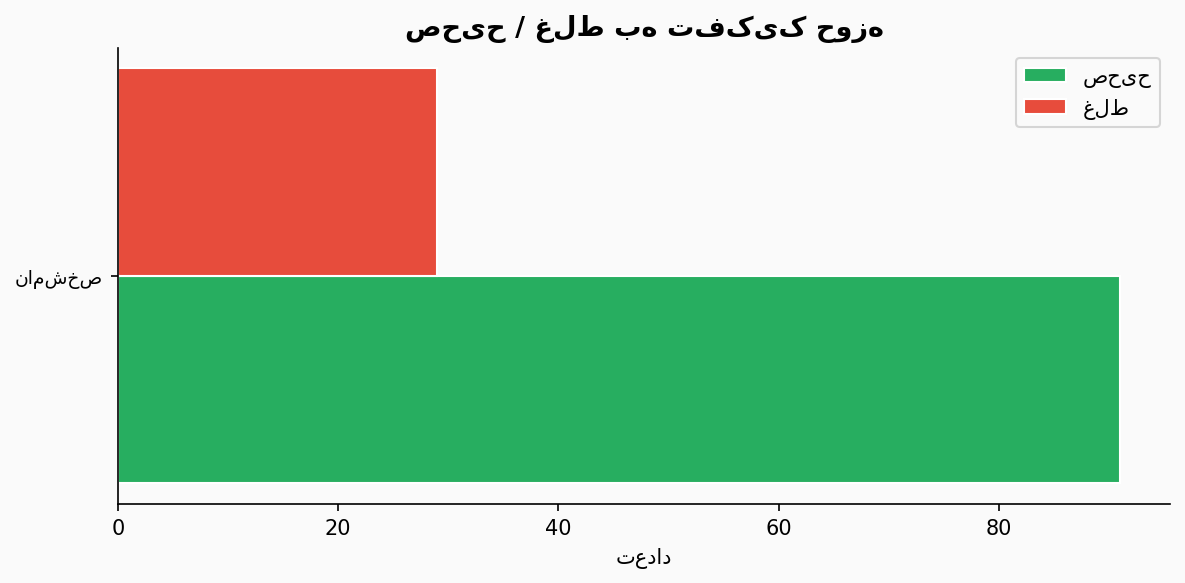 صحیح / غلط به تفکیک حوزه
صحیح
غلط
نامشخص
0 20 40 60 80
تعداد